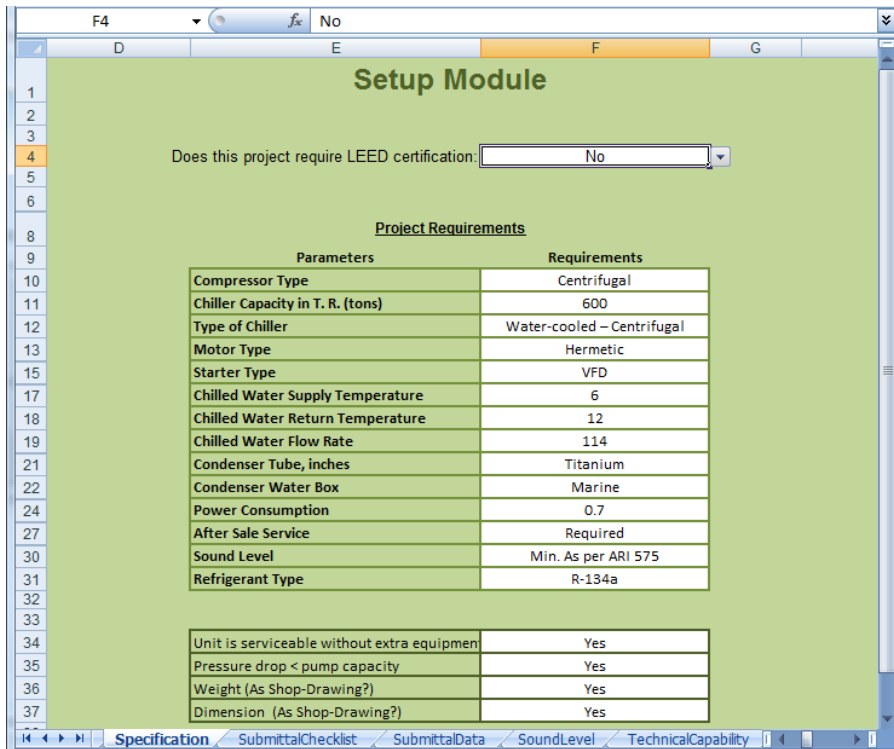 F4 fx No
D E F G
1 Setup Module
2
3
4 Does this project require LEED certification: No
5
6
8 Project Requirements
9 Parameters Requirements
10 Compressor Type Centrifugal
11 Chiller Capacity in T. R. (tons) 600
12 Type of Chiller Water-cooled – Centrifugal
13 Motor Type Hermetic
15 Starter Type VFD
17 Chilled Water Supply Temperature 6
18 Chilled Water Return Temperature 12
19 Chilled Water Flow Rate 114
21 Condenser Tube, inches Titanium
22 Condenser Water Box Marine
24 Power Consumption 0.7
27 After Sale Service Required
30 Sound Level Min. As per ARI 575
31 Refrigerant Type R-134a
32
33
34 Unit is serviceable without extra equipmen Yes
35 Pressure drop < pump capacity Yes
36 Weight (As Shop-Drawing?) Yes
37 Dimension (As Shop-Drawing?) Yes
Specification SubmittalChecklist SubmittalData SoundLevel TechnicalCapability